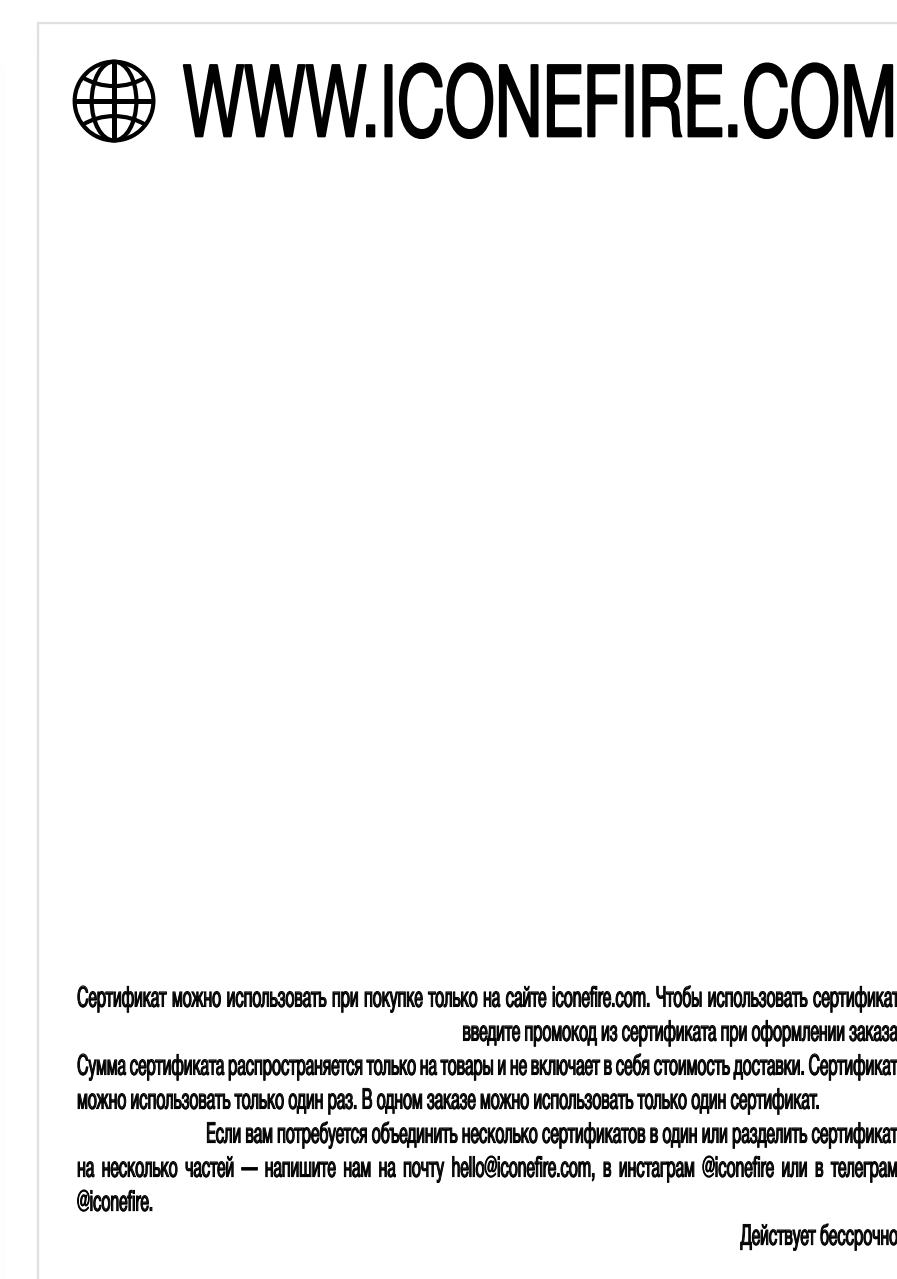 WWW.ICONEFIRE.COM
Сертификат можно использовать при покупке только на сайте iconefire.com. Чтобы использовать сертификат
введите промокод из сертификата при оформлении заказа
Сумма сертификата распространяется только на товары и не включает в себя стоимость доставки. Сертификат
можно использовать только один раз. В одном заказе можно использовать только один сертификат.
Если вам потребуется объединить несколько сертификатов в один или разделить сертификат
на несколько частей — напишите нам на почту hello@iconefire.com, в инстаграм @iconefire или в телеграм
@iconefire.
Действует бессрочно